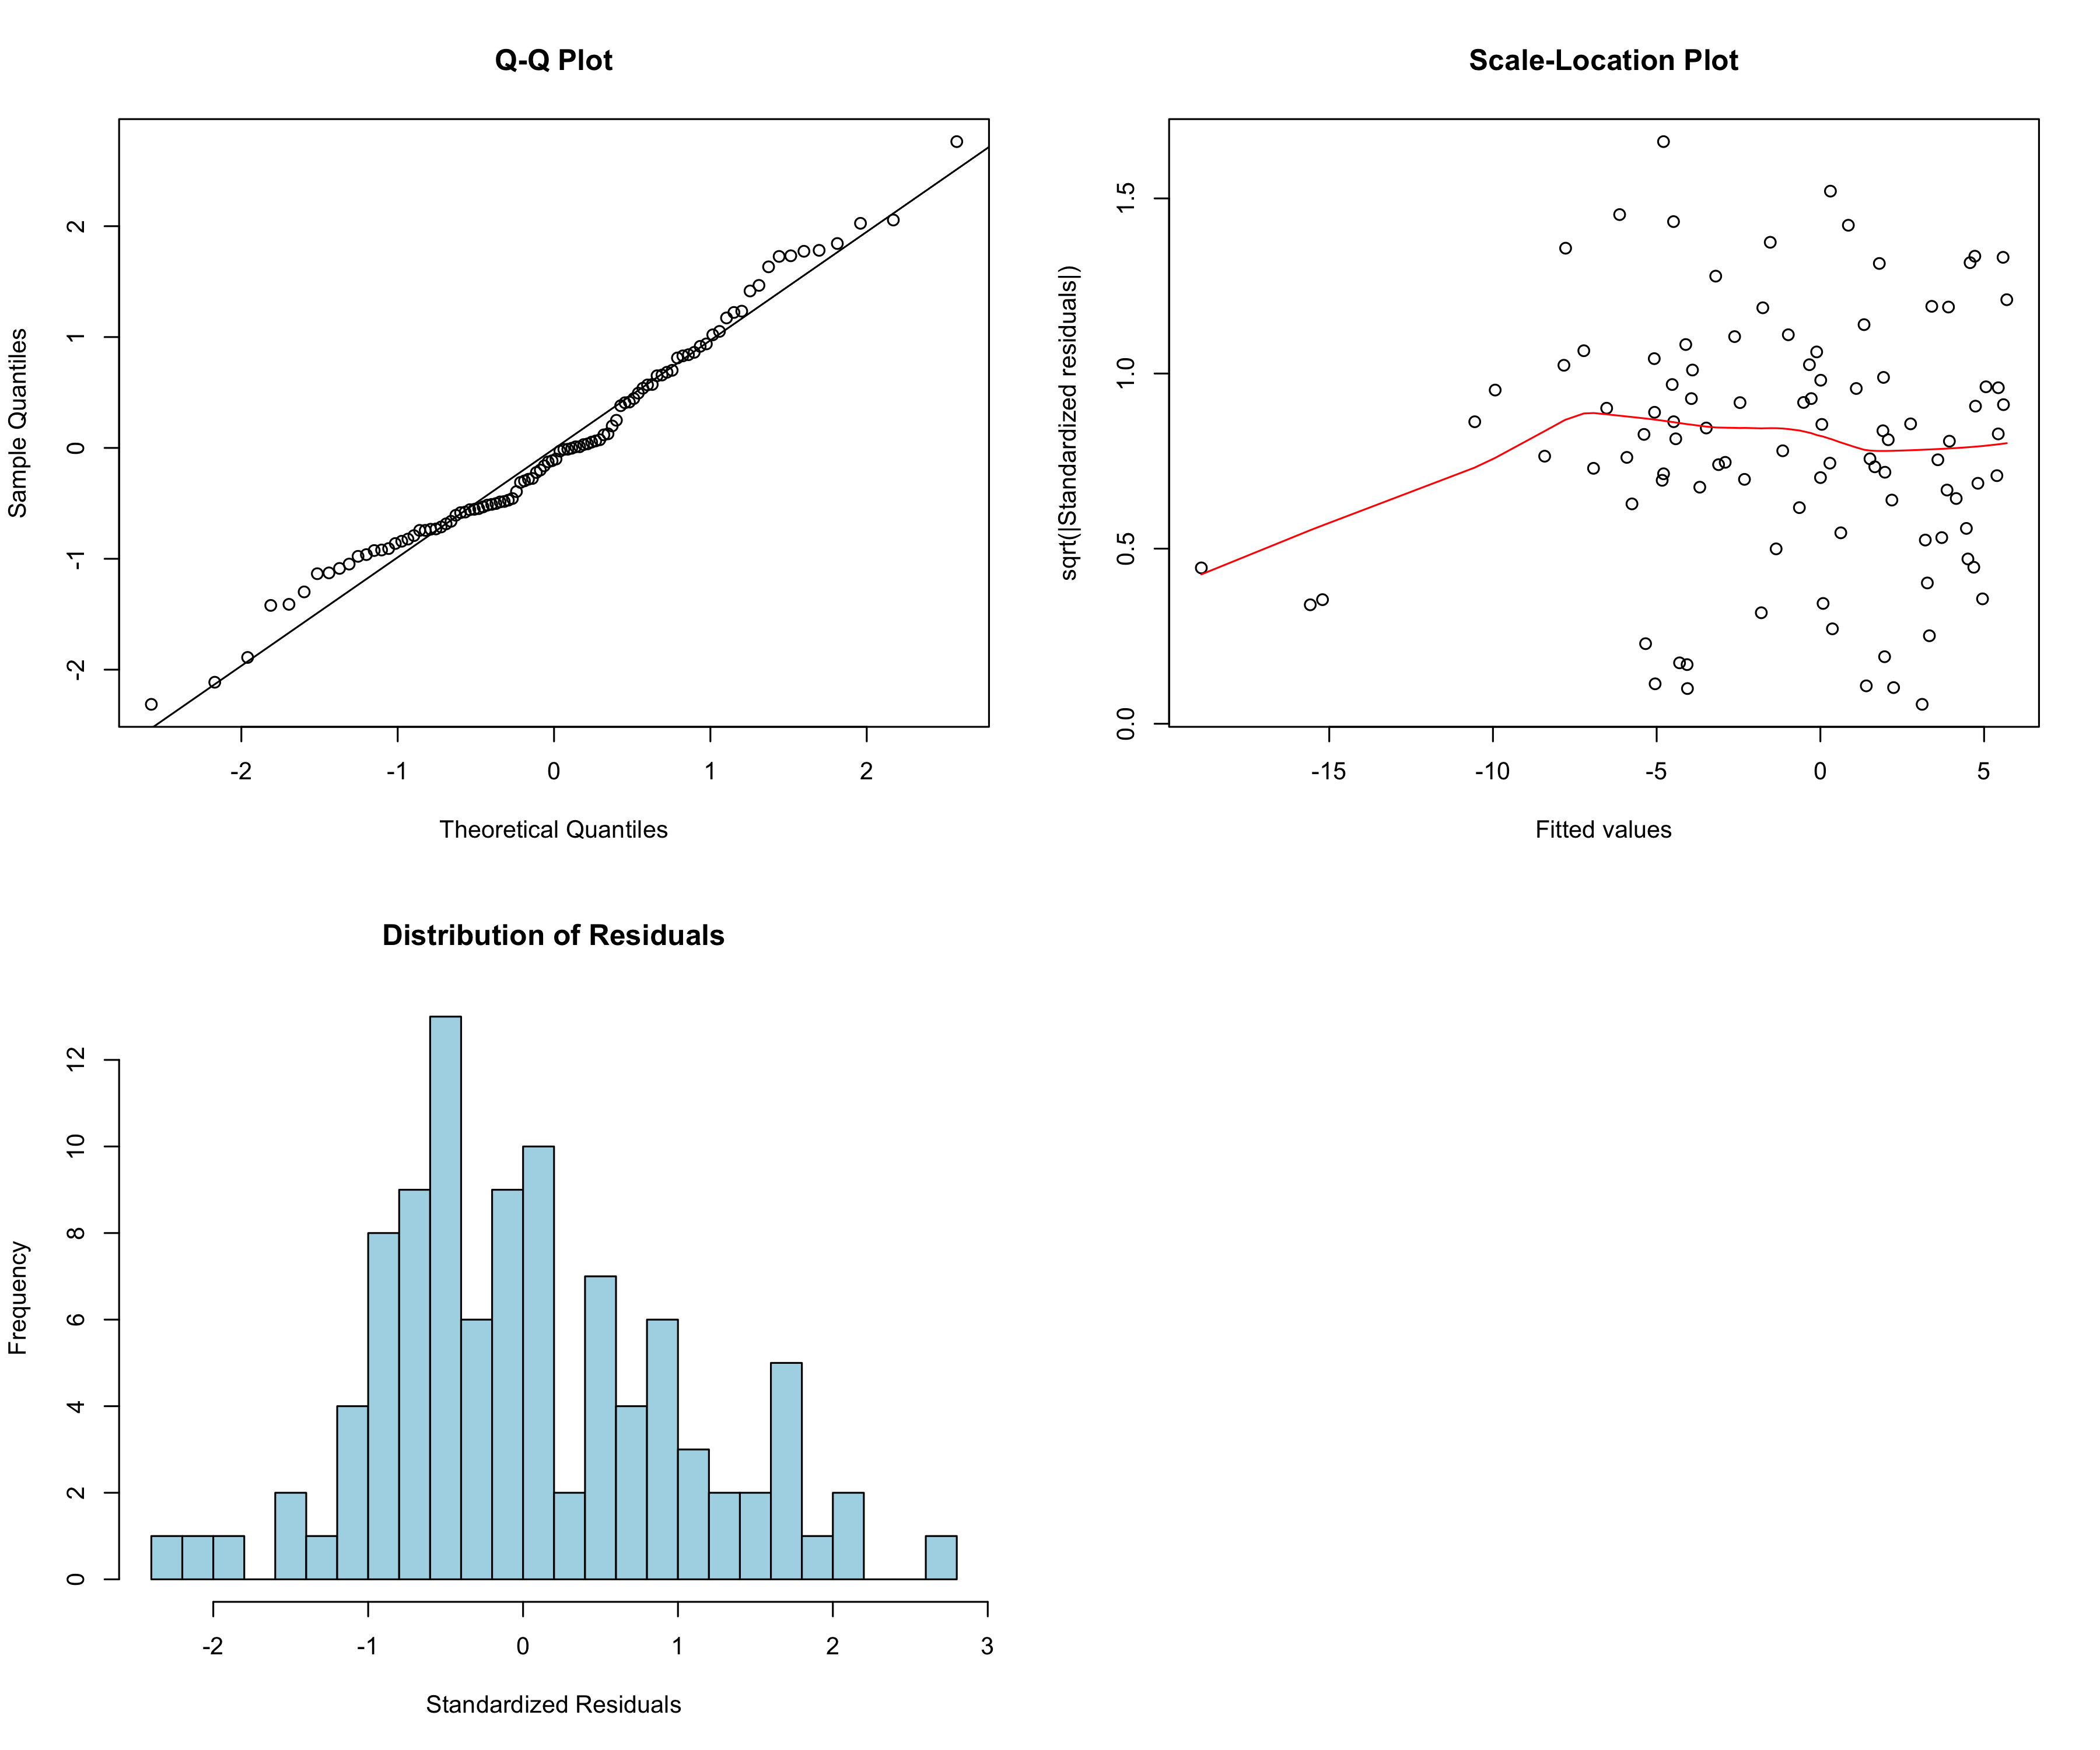 Q-Q Plot
Sample Quantiles
2
1
0
-1
-2
-2 -1 0 1 2
Theoretical Quantiles
Scale-Location Plot
sqrt(|Standardized residuals|)
1.5
1.0
0.5
0.0
-15 -10 -5 0 5
Fitted values
Distribution of Residuals
Frequency
12
10
8
6
4
2
0
-2 -1 0 1 2 3
Standardized Residuals